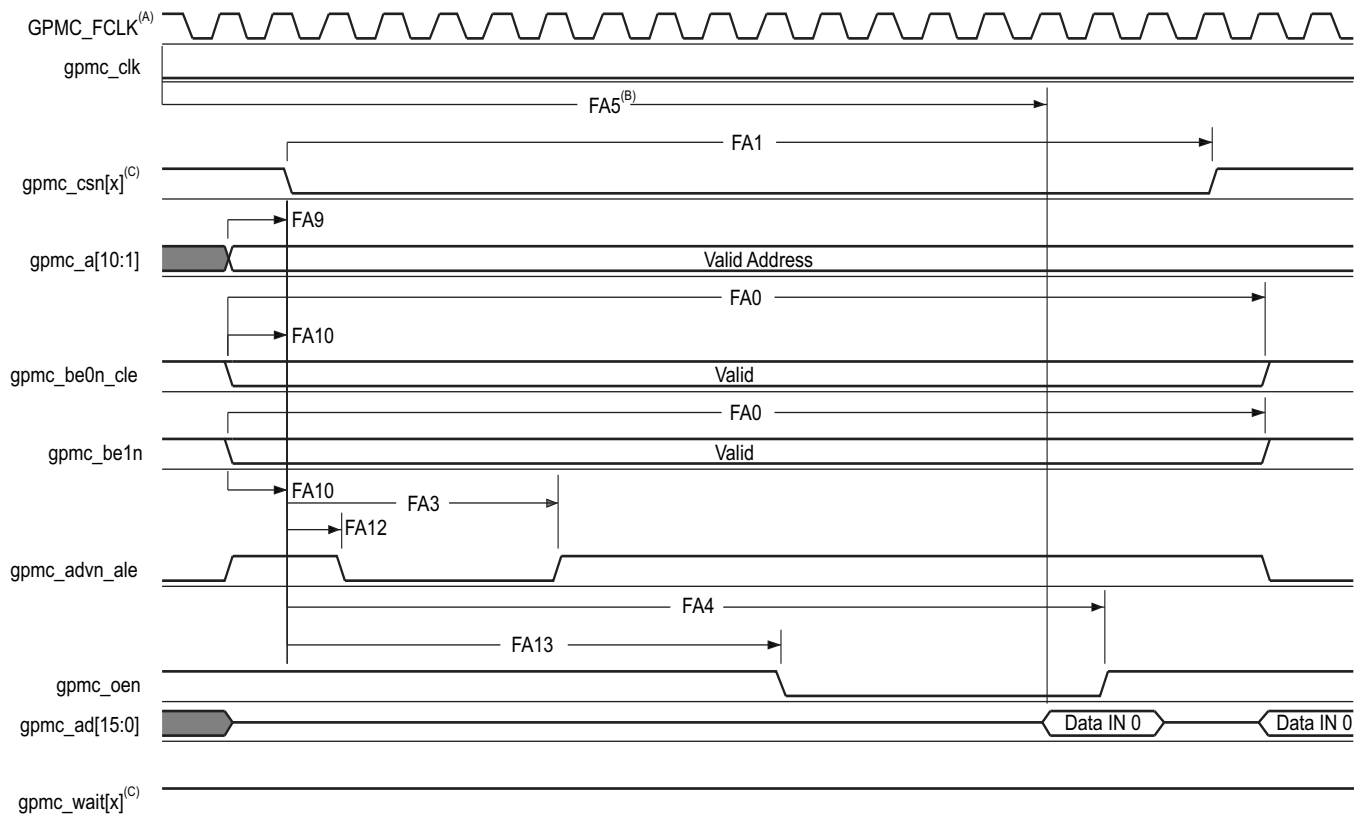 GPMC_FCLK(A)
gpmc_clk
FA5(B)
FA1
gpmc_csn[x](C)
FA9
gpmc_a[10:1]
Valid Address
FA0
FA10
gpmc_be0n_cle
Valid
FA0
gpmc_be1n
Valid
FA10
FA3
FA12
gpmc_advn_ale
FA4
FA13
gpmc_oen
gpmc_ad[15:0]
Data IN 0
Data IN 0
gpmc_wait[x](C)